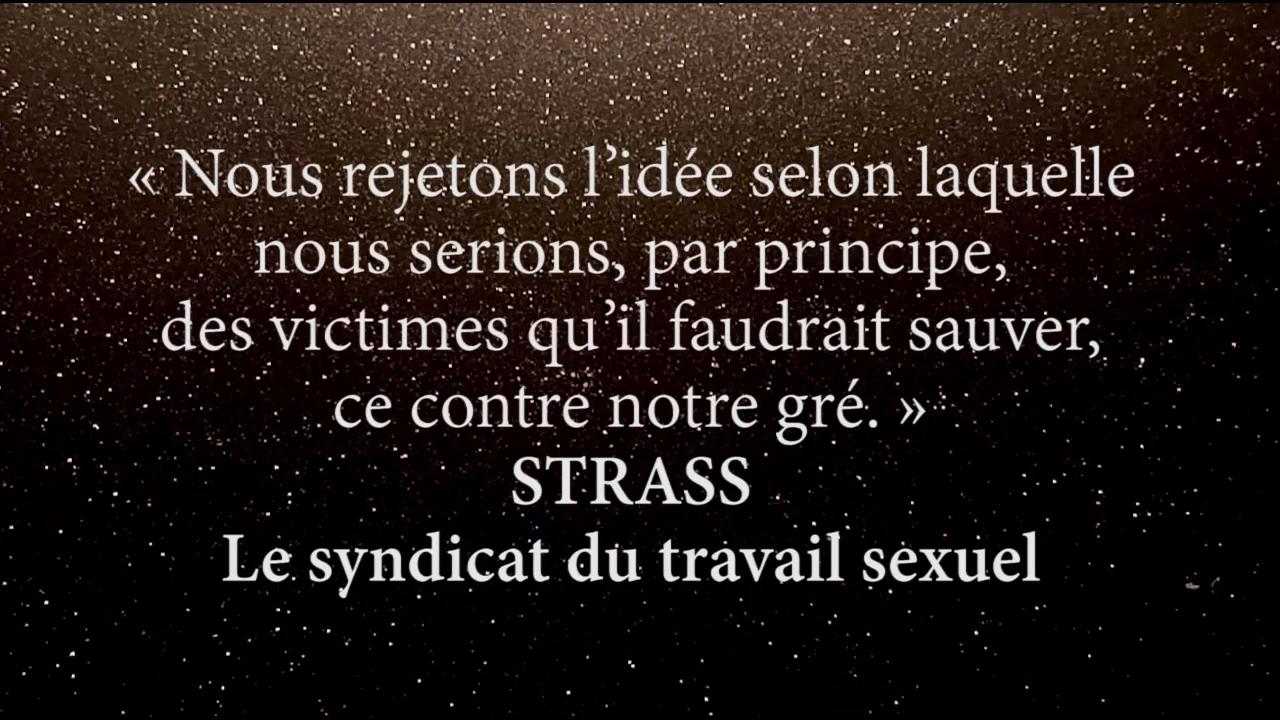 « Nous rejetons l’idée selon laquelle
nous serions, par principe,
des victimes qu’il faudrait sauver,
ce contre notre gré. »
STRASS
Le syndicat du travail sexuel